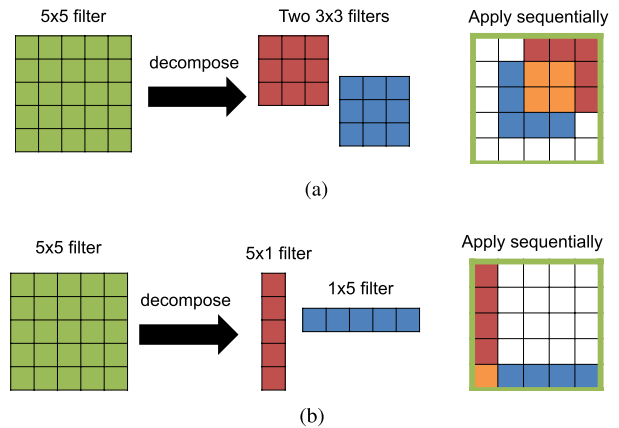 5x5 filter
Two 3x3 filters
Apply sequentially
decompose
(a)
5x5 filter
5x1 filter
Apply sequentially
decompose
1x5 filter
(b)